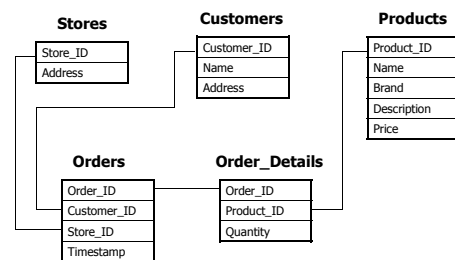 Stores
Store_ID
Address
Customers
Customer_ID
Name
Address
Products
Product_ID
Name
Brand
Description
Price
Orders
Order_ID
Customer_ID
Store_ID
Timestamp
Order_Details
Order_ID
Product_ID
Quantity